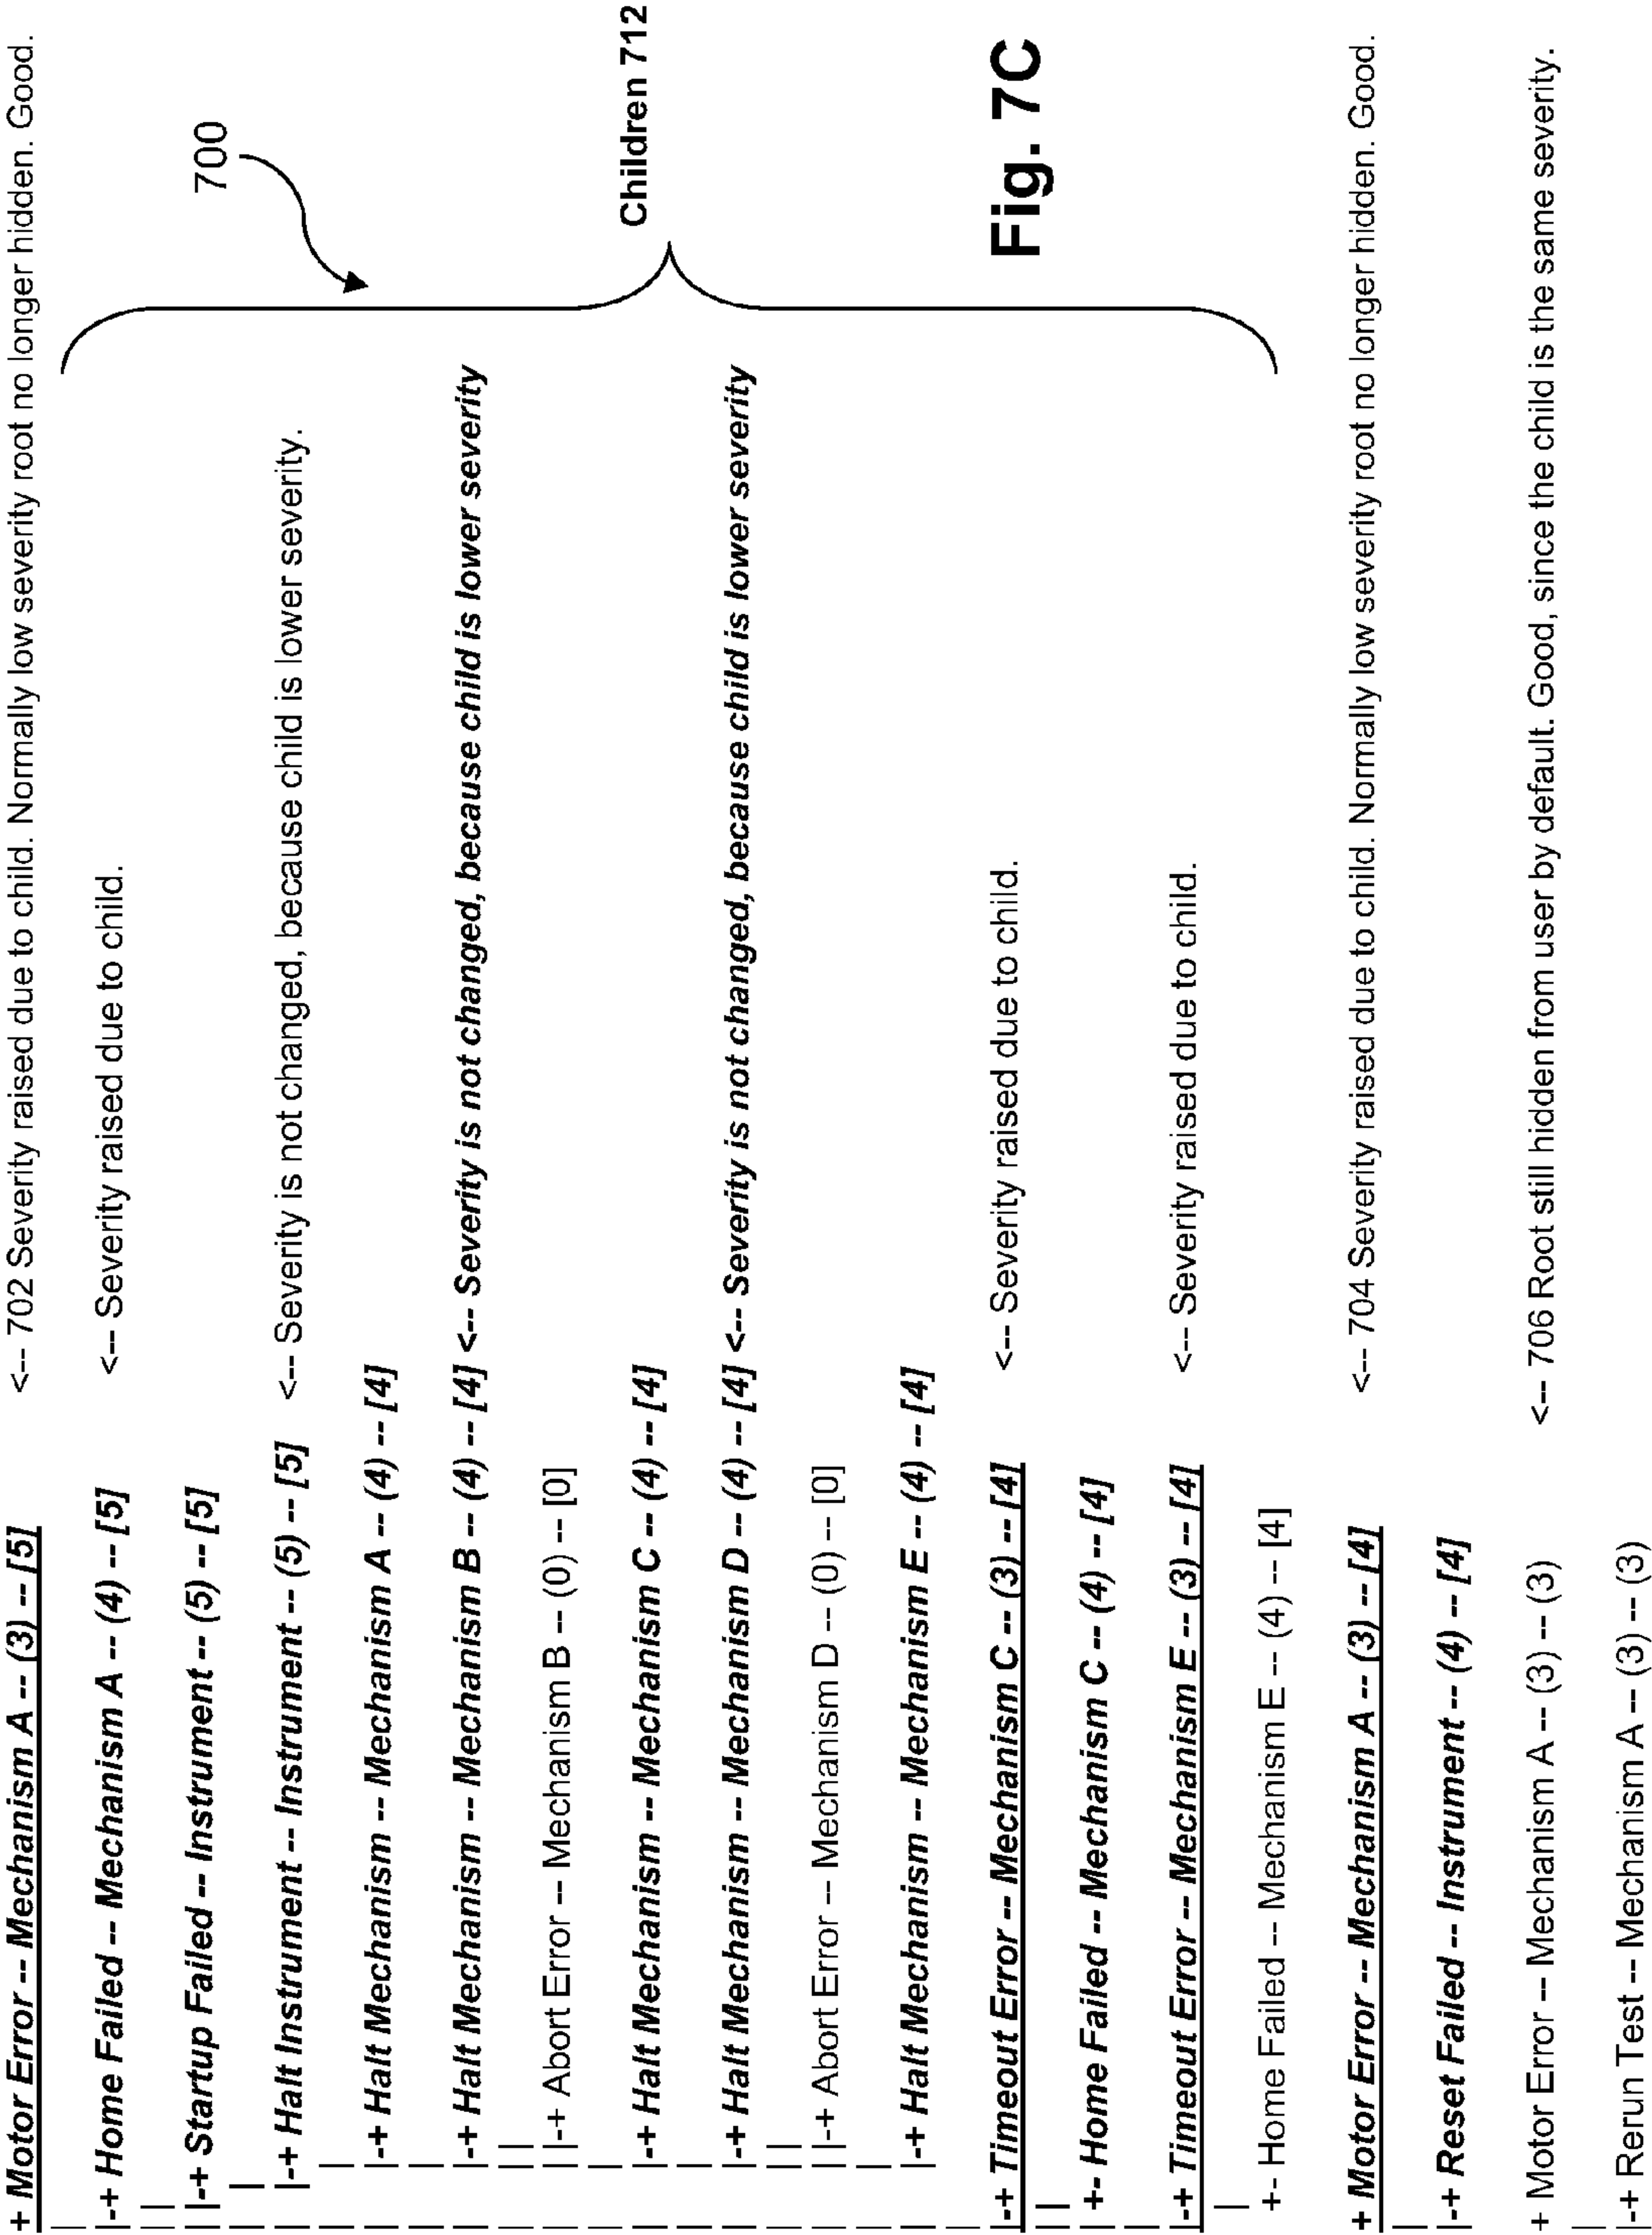 + Motor Error -- Mechanism A -- (3) -- [5] <--- 702 Severity raised due to child. Normally low severity root no longer hidden. Good.
|
|-+ Home Failed -- Mechanism A -- (4) -- [5] <--- Severity raised due to child.
| |
| |-+ Startup Failed -- Instrument -- (5) -- [5]
| |
| |-+ Halt Instrument -- Instrument -- (5) -- [5] <--- Severity is not changed, because child is lower severity.
| |
| |-+ Halt Mechanism -- Mechanism A -- (4) -- [4]
| |
| |-+ Halt Mechanism -- Mechanism B -- (4) -- [4] <--- Severity is not changed, because child is lower severity
| | |
| | |-+ Abort Error -- Mechanism B -- (0) -- [0]
| |
| |-+ Halt Mechanism -- Mechanism C -- (4) -- [4]
| |
| |-+ Halt Mechanism -- Mechanism D -- (4) -- [4] <--- Severity is not changed, because child is lower severity
| | |
| | |-+ Abort Error -- Mechanism D -- (0) -- [0]
| |
| |-+ Halt Mechanism -- Mechanism E -- (4) -- [4]
|
|-+ Timeout Error -- Mechanism C -- (3) -- [4] <--- Severity raised due to child.
| |
| +- Home Failed -- Mechanism C -- (4) -- [4]
|
|-+ Timeout Error -- Mechanism E -- (3) -- [4] <--- Severity raised due to child.
|
+- Home Failed -- Mechanism E -- (4) -- [4]
+ Motor Error -- Mechanism A -- (3) -- [4] <--- 704 Severity raised due to child. Normally low severity root no longer hidden. Good.
|
|-+ Reset Failed -- Instrument -- (4) -- [4]
+ Motor Error -- Mechanism A -- (3) -- (3) <-- 706 Root still hidden from user by default. Good, since the child is the same severity.
|
|-+ Rerun Test -- Mechanism A -- (3) -- (3)
700
Children 712
Fig. 7C